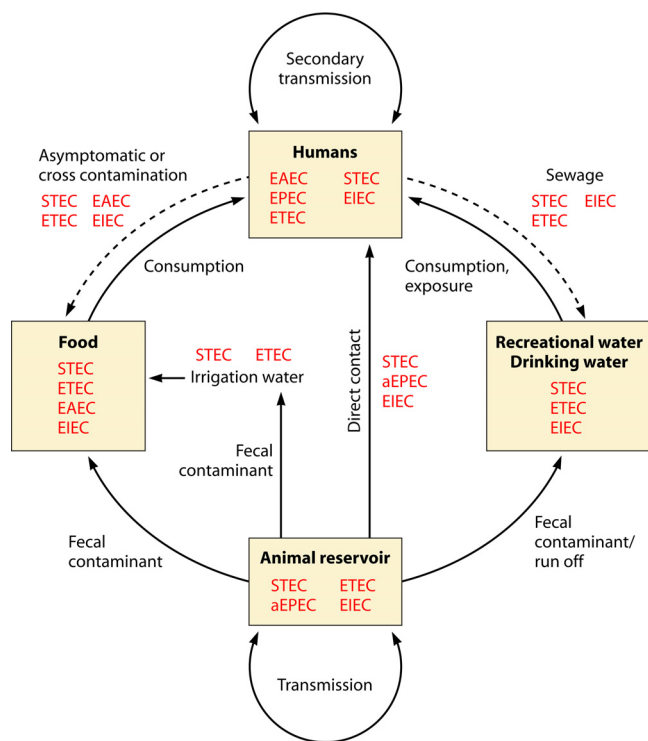 Secondary
transmission
Humans
EAEC STEC
EPEC EIEC
ETEC
Asymptomatic or
cross contamination
STEC EAEC
ETEC EIEC
Sewage
STEC EIEC
ETEC
Consumption
Consumption,
exposure
Food
STEC
ETEC
EAEC
EIEC
STEC ETEC
Irrigation water
Direct contact
STEC
aEPEC
EIEC
Recreational water
Drinking water
STEC
ETEC
EIEC
Fecal
contaminant
Fecal
contaminant
Fecal
contaminant/
run off
Animal reservoir
STEC ETEC
aEPEC EIEC
Transmission